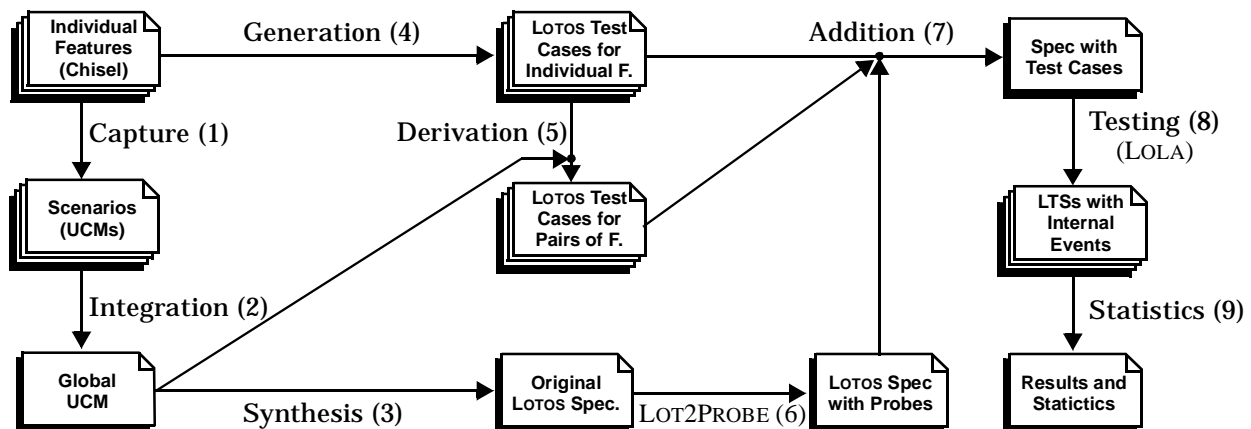 Individual
Features
(Chisel)
Generation (4)
LOTOS Test
Cases for
Individual F.
Addition (7)
Spec with
Test Cases
Capture (1)
Derivation (5)
Testing (8)
(LOLA)
Scenarios
(UCMs)
LOTOS Test
Cases for
Pairs of F.
LTSs with
Internal
Events
Integration (2)
Statistics (9)
Global
UCM
Synthesis (3)
Original
LOTOS Spec.
LOT2PROBE (6)
LOTOS Spec
with Probes
Results and
Statictics